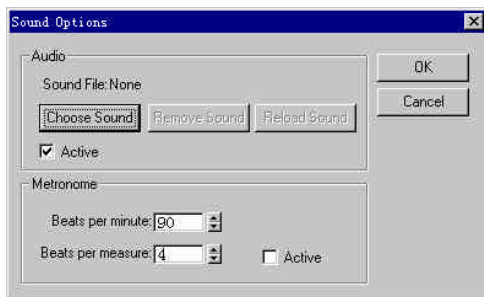 Sound Options
Audio
OK
Sound File: None
Cancel
Choose Sound Remove Sound Reload Sound
Active
Metronome
Beats per minute: 90
Beats per measure: 4 Active